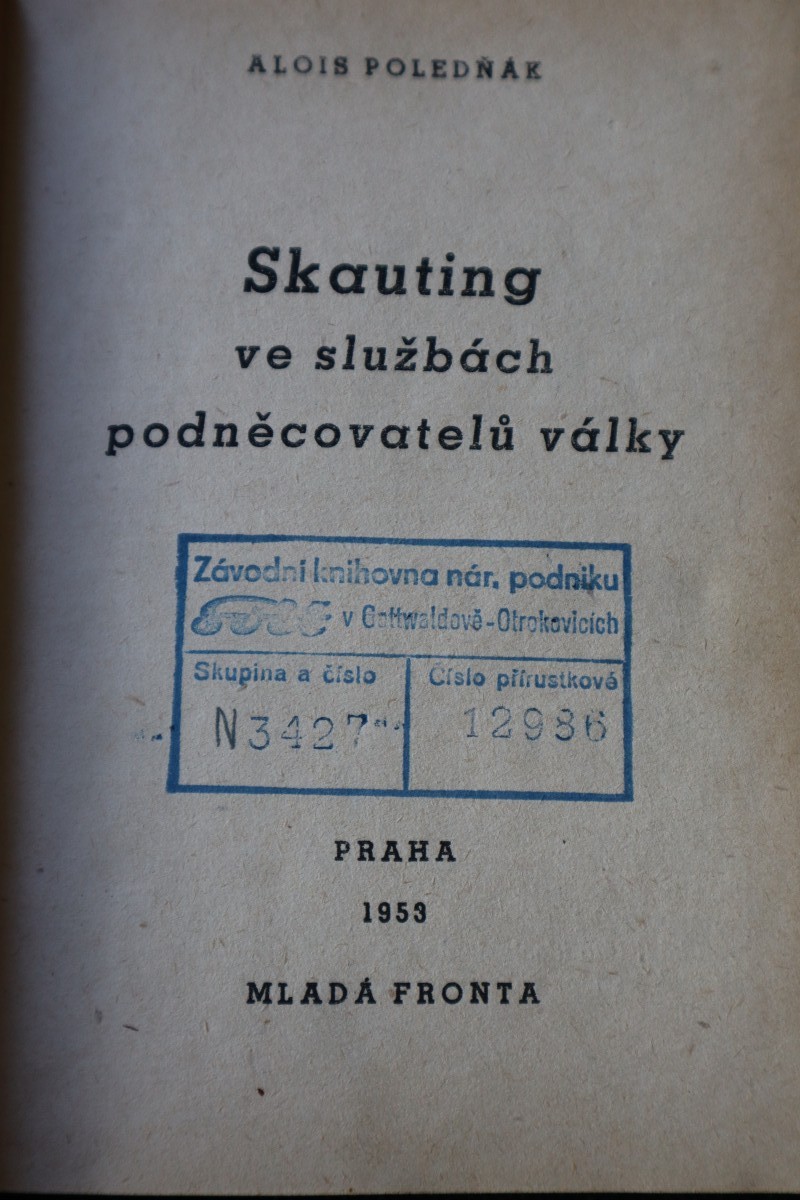 ALOIS POLEDŇÁK
Skauting
ve službách
podněcovatelů války
Závodní knihovna nár. podniku
v Gottwaldově-Otrokovicích
Skupina a číslo
Číslo přírustkové
N3427
12986
PRAHA
1953
MLADÁ FRONTA